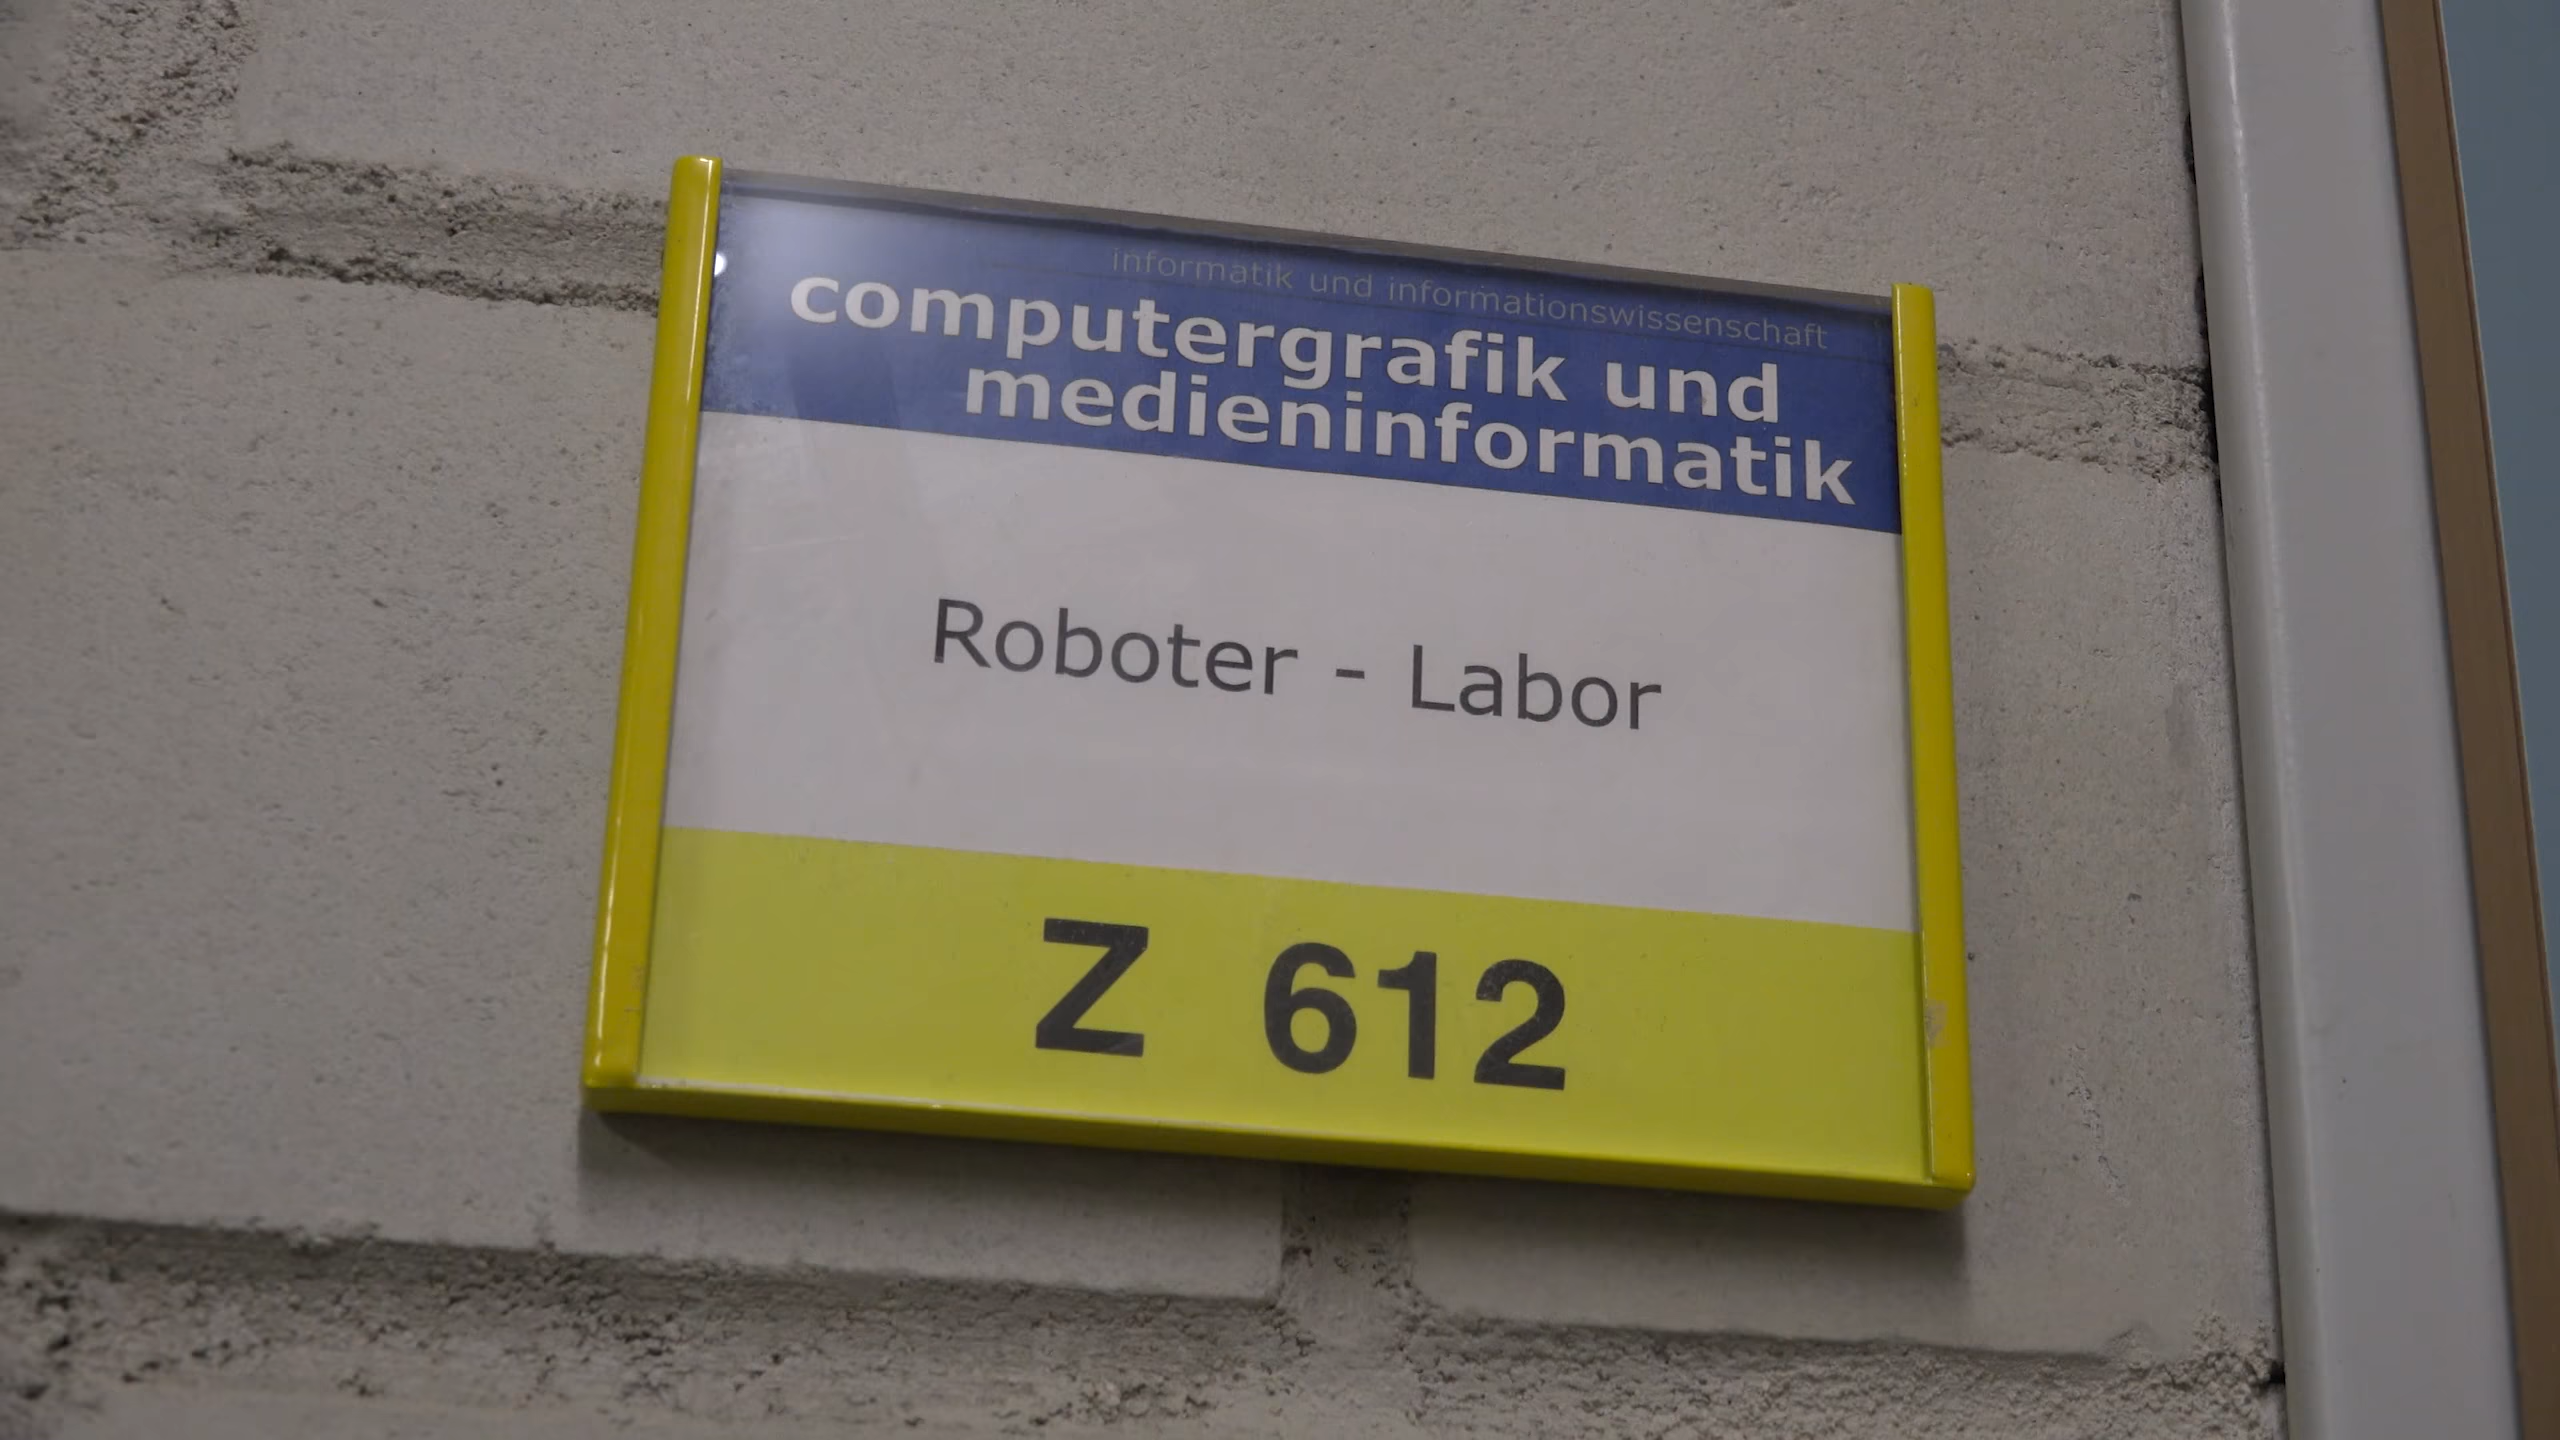 informatik und informationswissenschaft
computergrafik und
medieninformatik
Roboter - Labor
Z 612